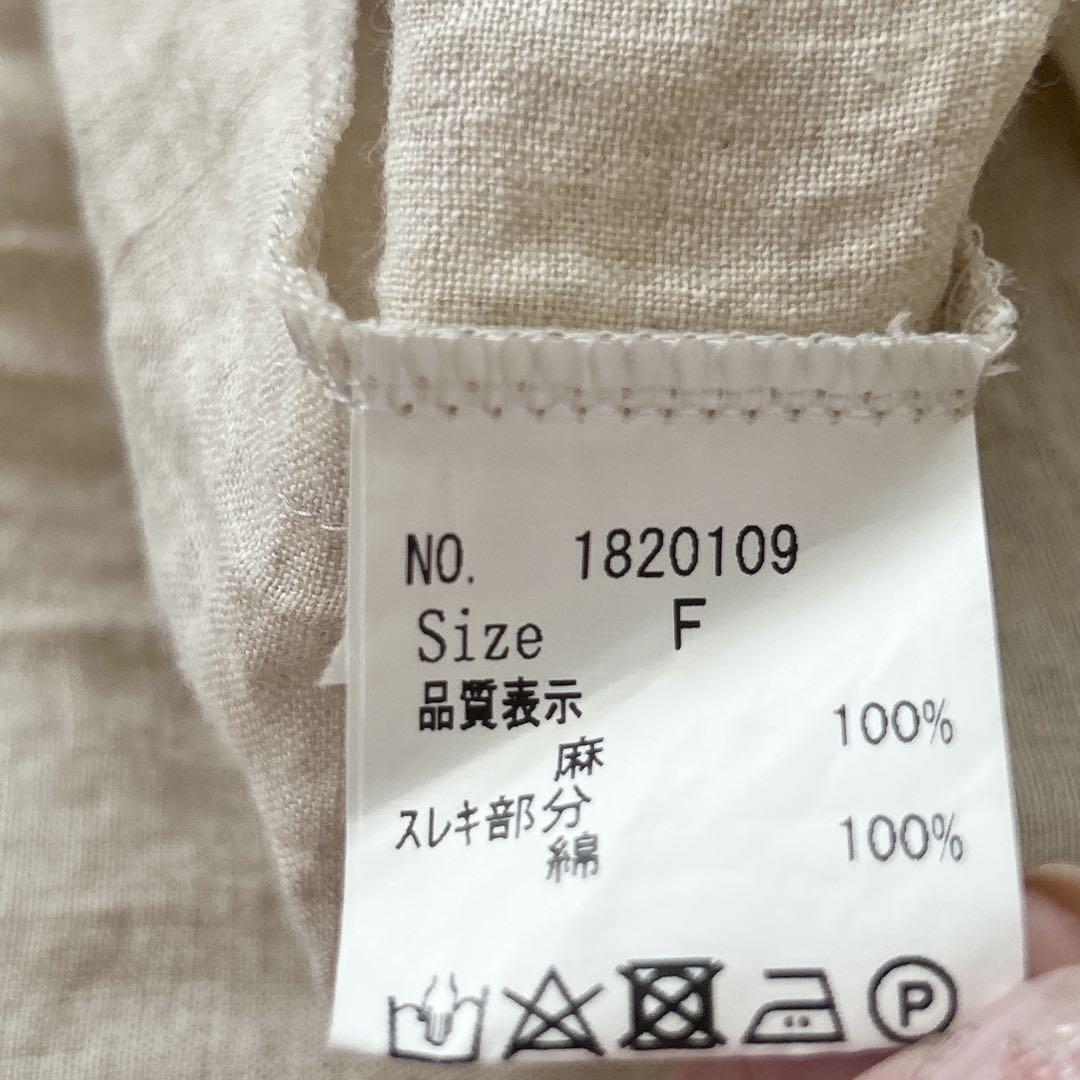 NO. 1820109
Size F
品質表示
麻 100%
スレキ部分
綿 100%
P